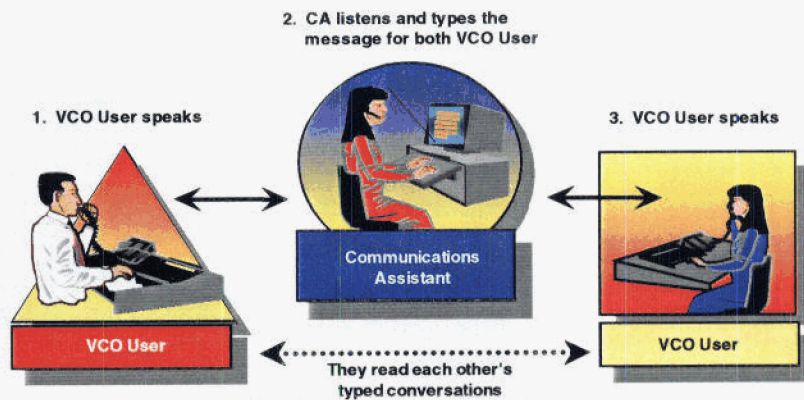 2. CA listens and types the
message for both VCO User
1. VCO User speaks
3. VCO User speaks
Communications
Assistant
VCO User
VCO User
They read each other's
typed conversations